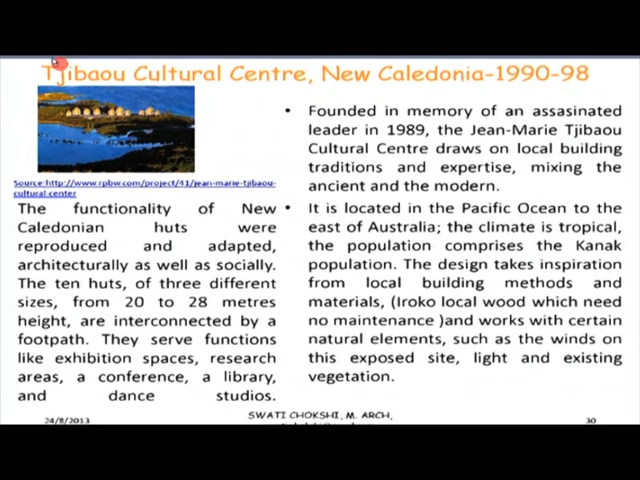 Tjibaou Cultural Centre, New Caledonia-1990-98
Source:http://www.rpbw.com/project/41/jean-marie-tjibaou-
cultural-center
The functionality of New
Caledonian huts were
reproduced and adapted,
architecturally as well as socially.
The ten huts, of three different
sizes, from 20 to 28 metres
height, are interconnected by a
footpath. They serve functions
like exhibition spaces, research
areas, a conference, a library,
and dance studios.
• Founded in memory of an assasinated
leader in 1989, the Jean-Marie Tjibaou
Cultural Centre draws on local building
traditions and expertise, mixing the
ancient and the modern.
• It is located in the Pacific Ocean to the
east of Australia; the climate is tropical,
the population comprises the Kanak
population. The design takes inspiration
from local building methods and
materials, (Iroko local wood which need
no maintenance )and works with certain
natural elements, such as the winds on
this exposed site, light and existing
vegetation.
24/8/2013
SWATI CHOKSHI, M. ARCH,
30